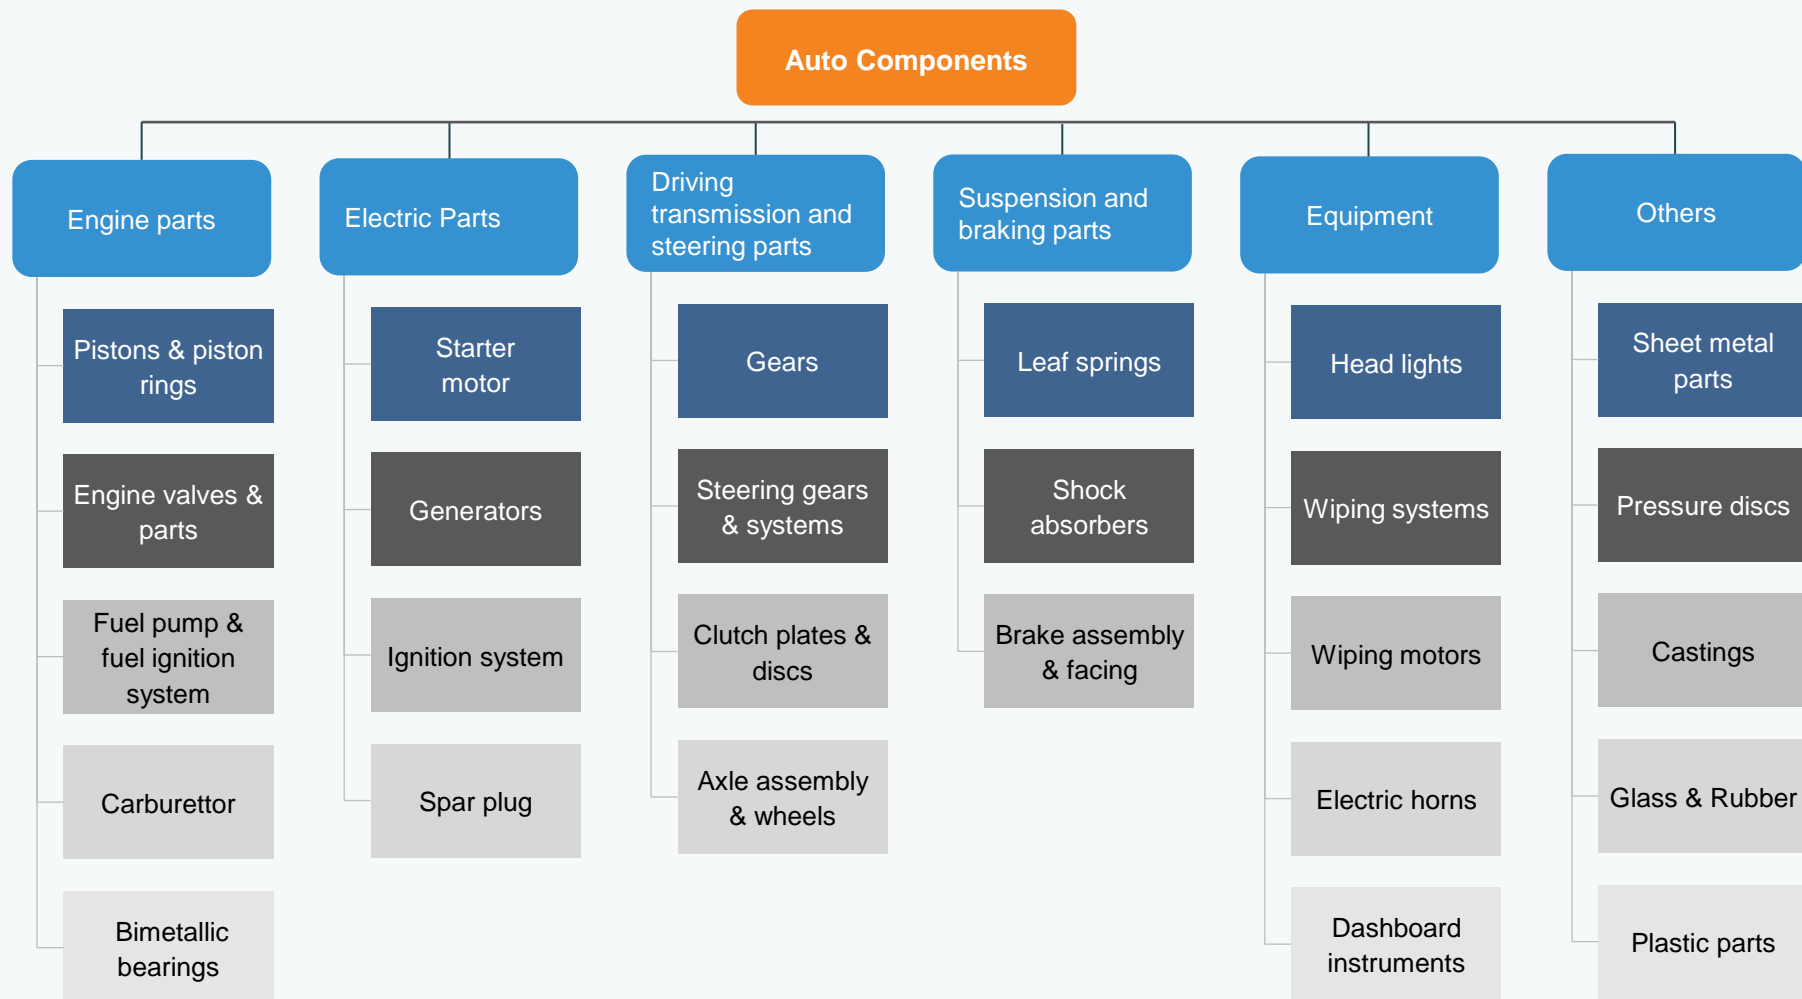 Auto Components
Engine parts
Pistons & piston
rings
Engine valves &
parts
Fuel pump &
fuel ignition
system
Carburettor
Bimetallic
bearings
Electric Parts
Starter
motor
Generators
Ignition system
Spar plug
Driving
transmission and
steering parts
Gears
Steering gears
& systems
Clutch plates &
discs
Axle assembly
& wheels
Suspension and
braking parts
Leaf springs
Shock
absorbers
Brake assembly
& facing
Equipment
Head lights
Wiping systems
Wiping motors
Electric horns
Dashboard
instruments
Others
Sheet metal
parts
Pressure discs
Castings
Glass & Rubber
Plastic parts